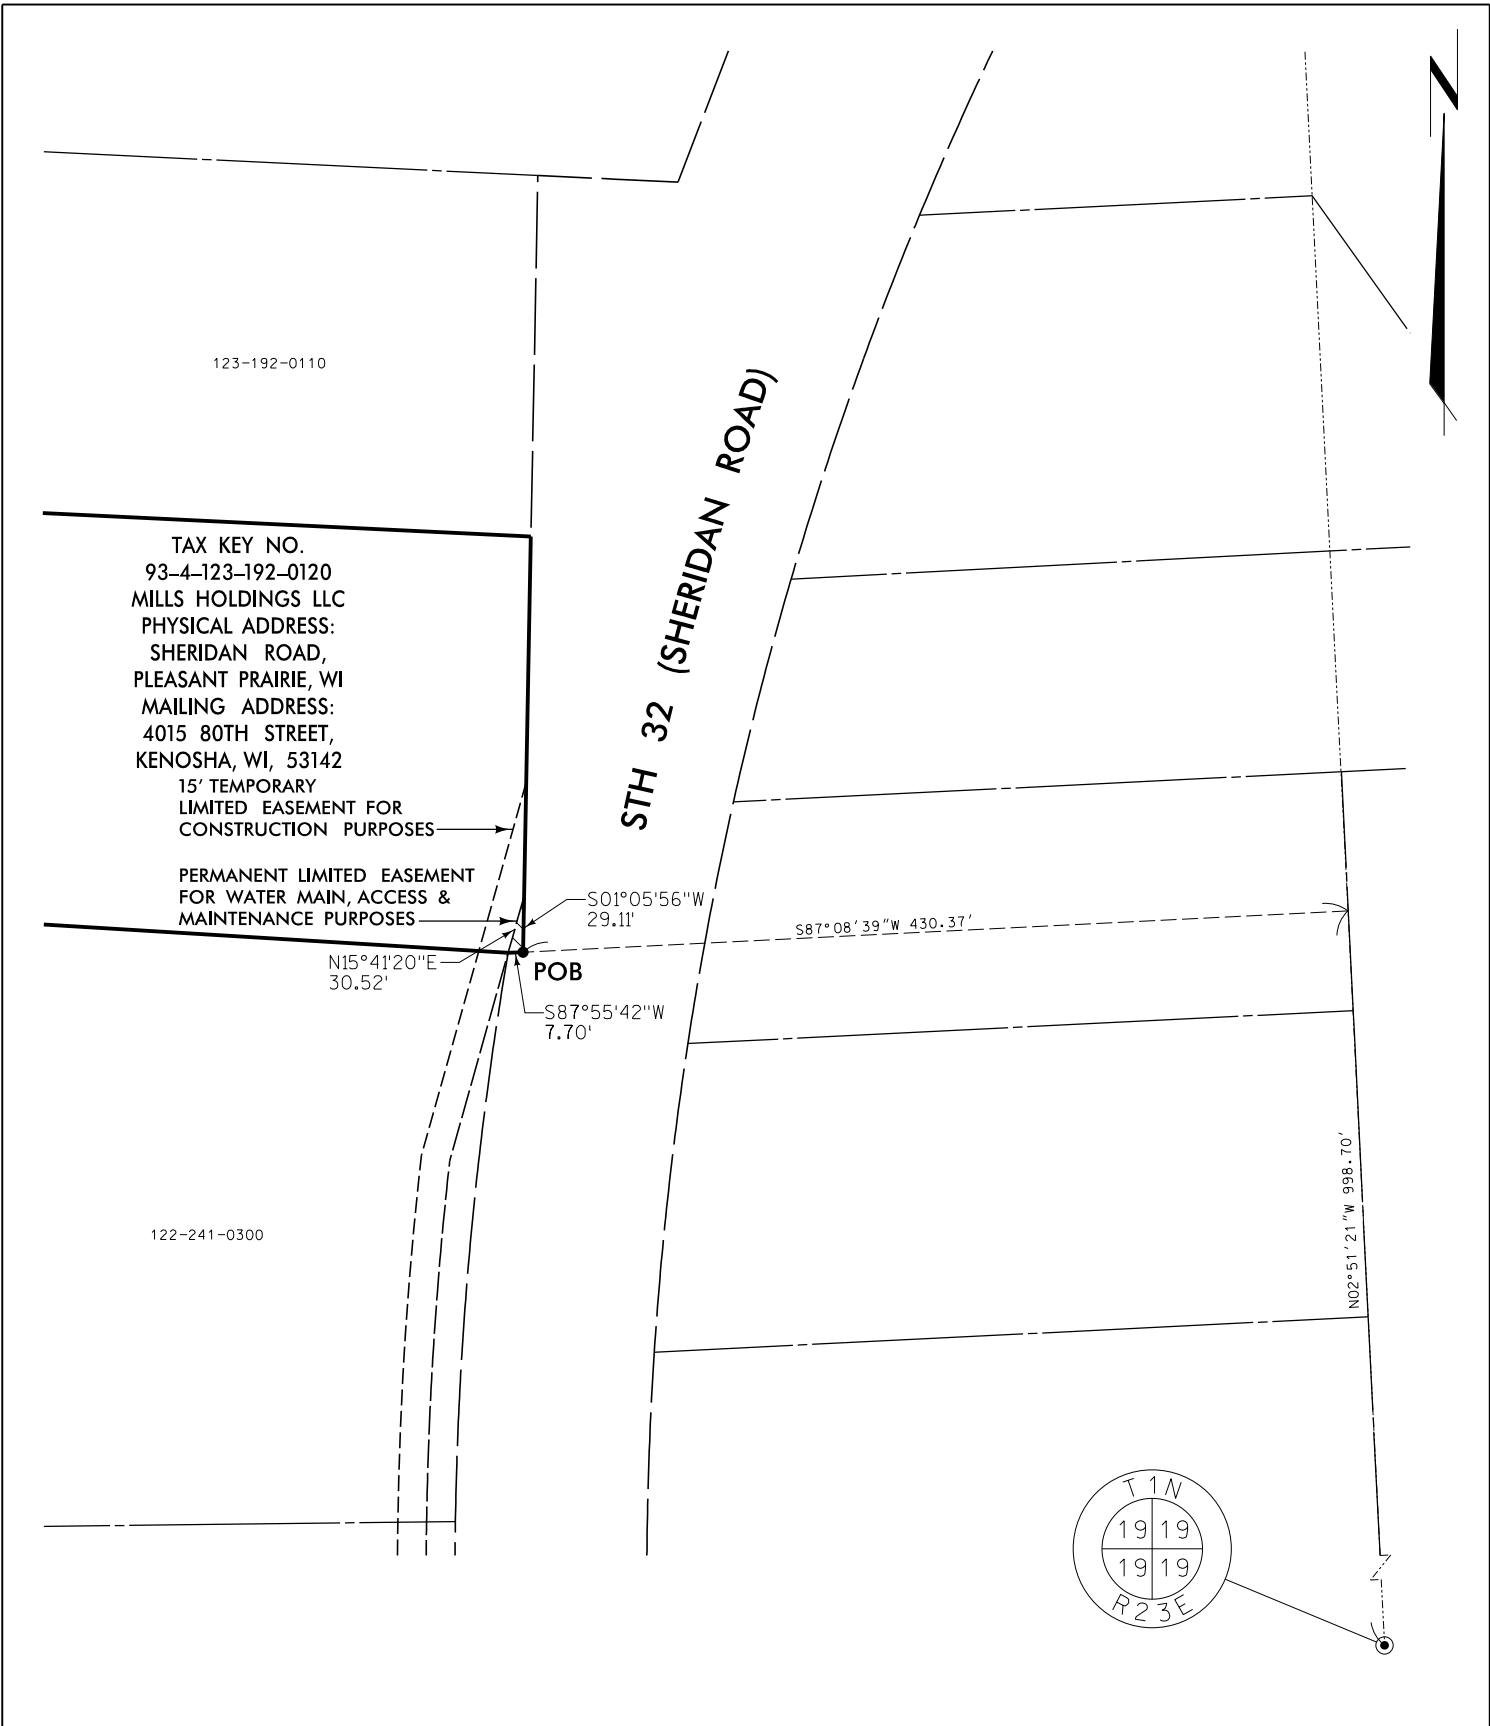 N
123-192-0110
TAX KEY NO.
93-4-123-192-0120
MILLS HOLDINGS LLC
PHYSICAL ADDRESS:
SHERIDAN ROAD,
PLEASANT PRAIRIE, WI
MAILING ADDRESS:
4015 80TH STREET,
KENOSHA, WI, 53142
15' TEMPORARY
LIMITED EASEMENT FOR
CONSTRUCTION PURPOSES
PERMANENT LIMITED EASEMENT
FOR WATER MAIN, ACCESS &
MAINTENANCE PURPOSES
STH 32 (SHERIDAN ROAD)
S01°05'56"W
29.11'
S87°08'39"W 430.37'
N15°41'20"E
30.52'
POB
S87°55'42"W
7.70'
122-241-0300
N02°51'21"W 998.70'
T1N
19 19
19 19
R23E